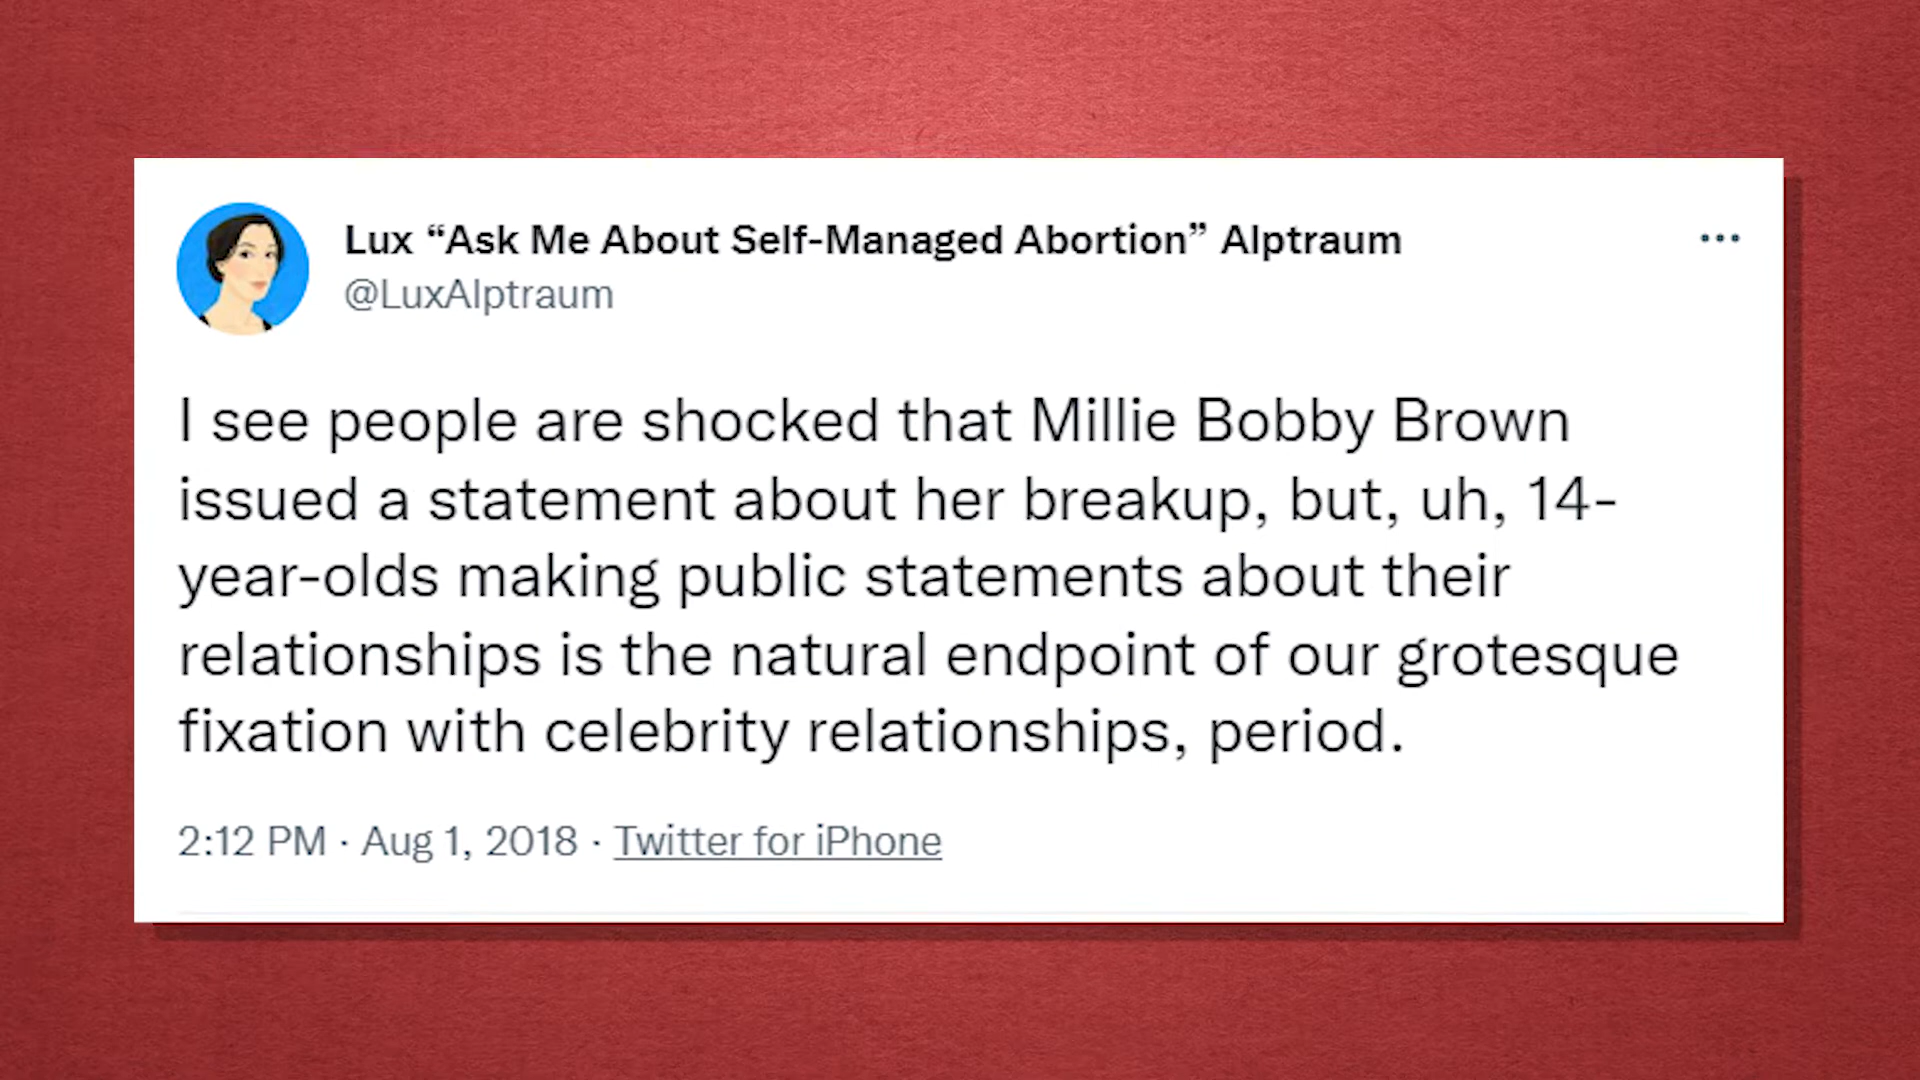 Lux “Ask Me About Self-Managed Abortion” Alptraum
@LuxAlptraum
I see people are shocked that Millie Bobby Brown
issued a statement about her breakup, but, uh, 14-
year-olds making public statements about their
relationships is the natural endpoint of our grotesque
fixation with celebrity relationships, period.
2:12 PM · Aug 1, 2018 · Twitter for iPhone